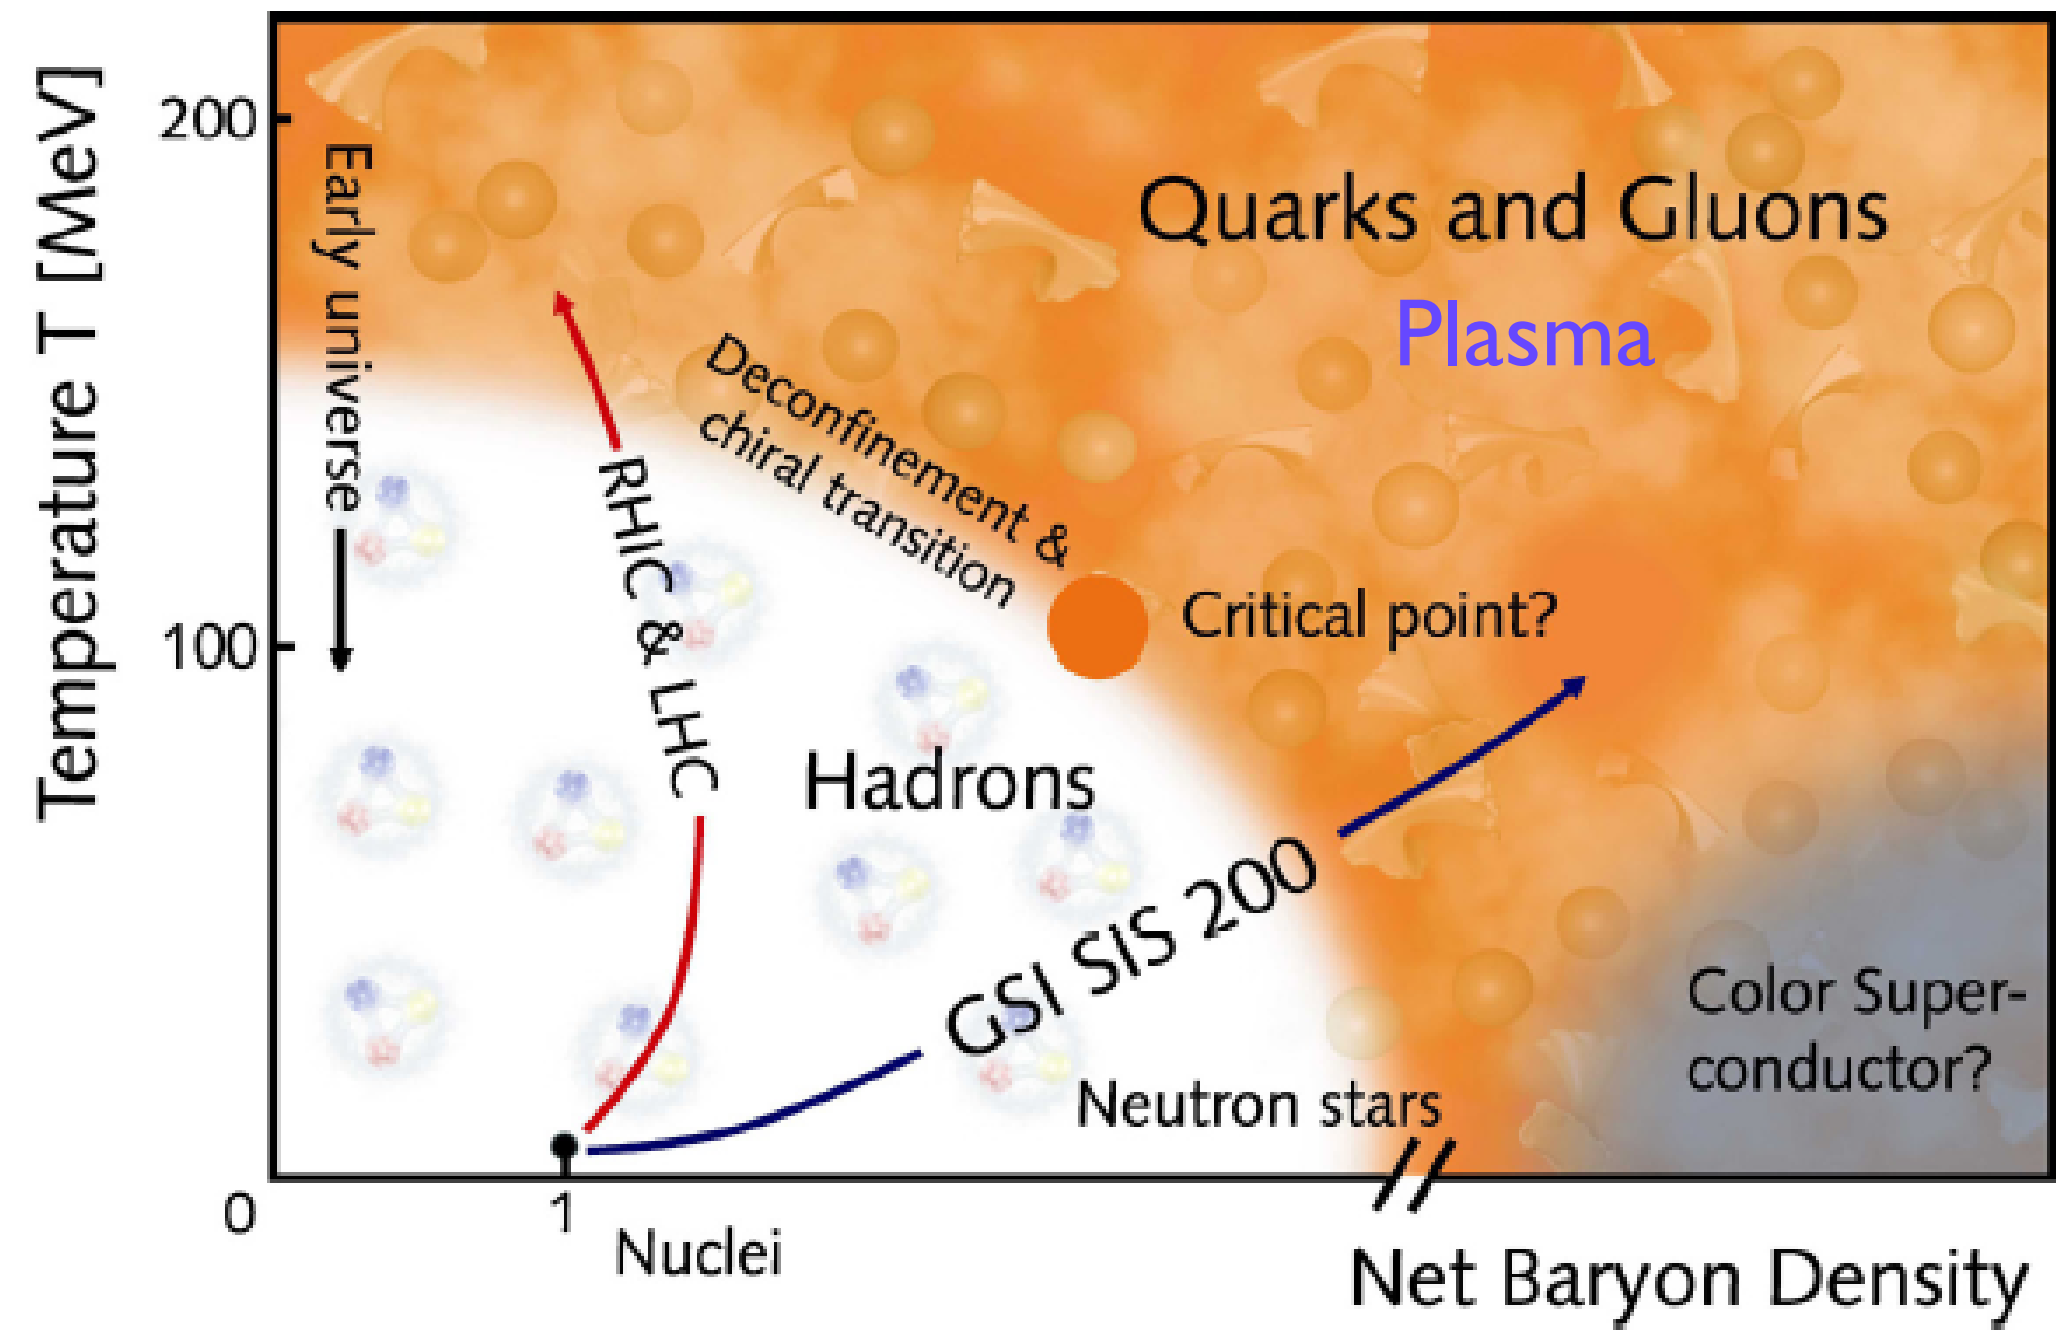 Temperature T [MeV]
200
100
0
Early universe
Quarks and Gluons
Plasma
Deconfinement &
chiral transition
RHIC & LHC
Critical point?
Hadrons
GSI SIS 200
Color Super-
conductor?
Neutron stars
1
Nuclei
Net Baryon Density